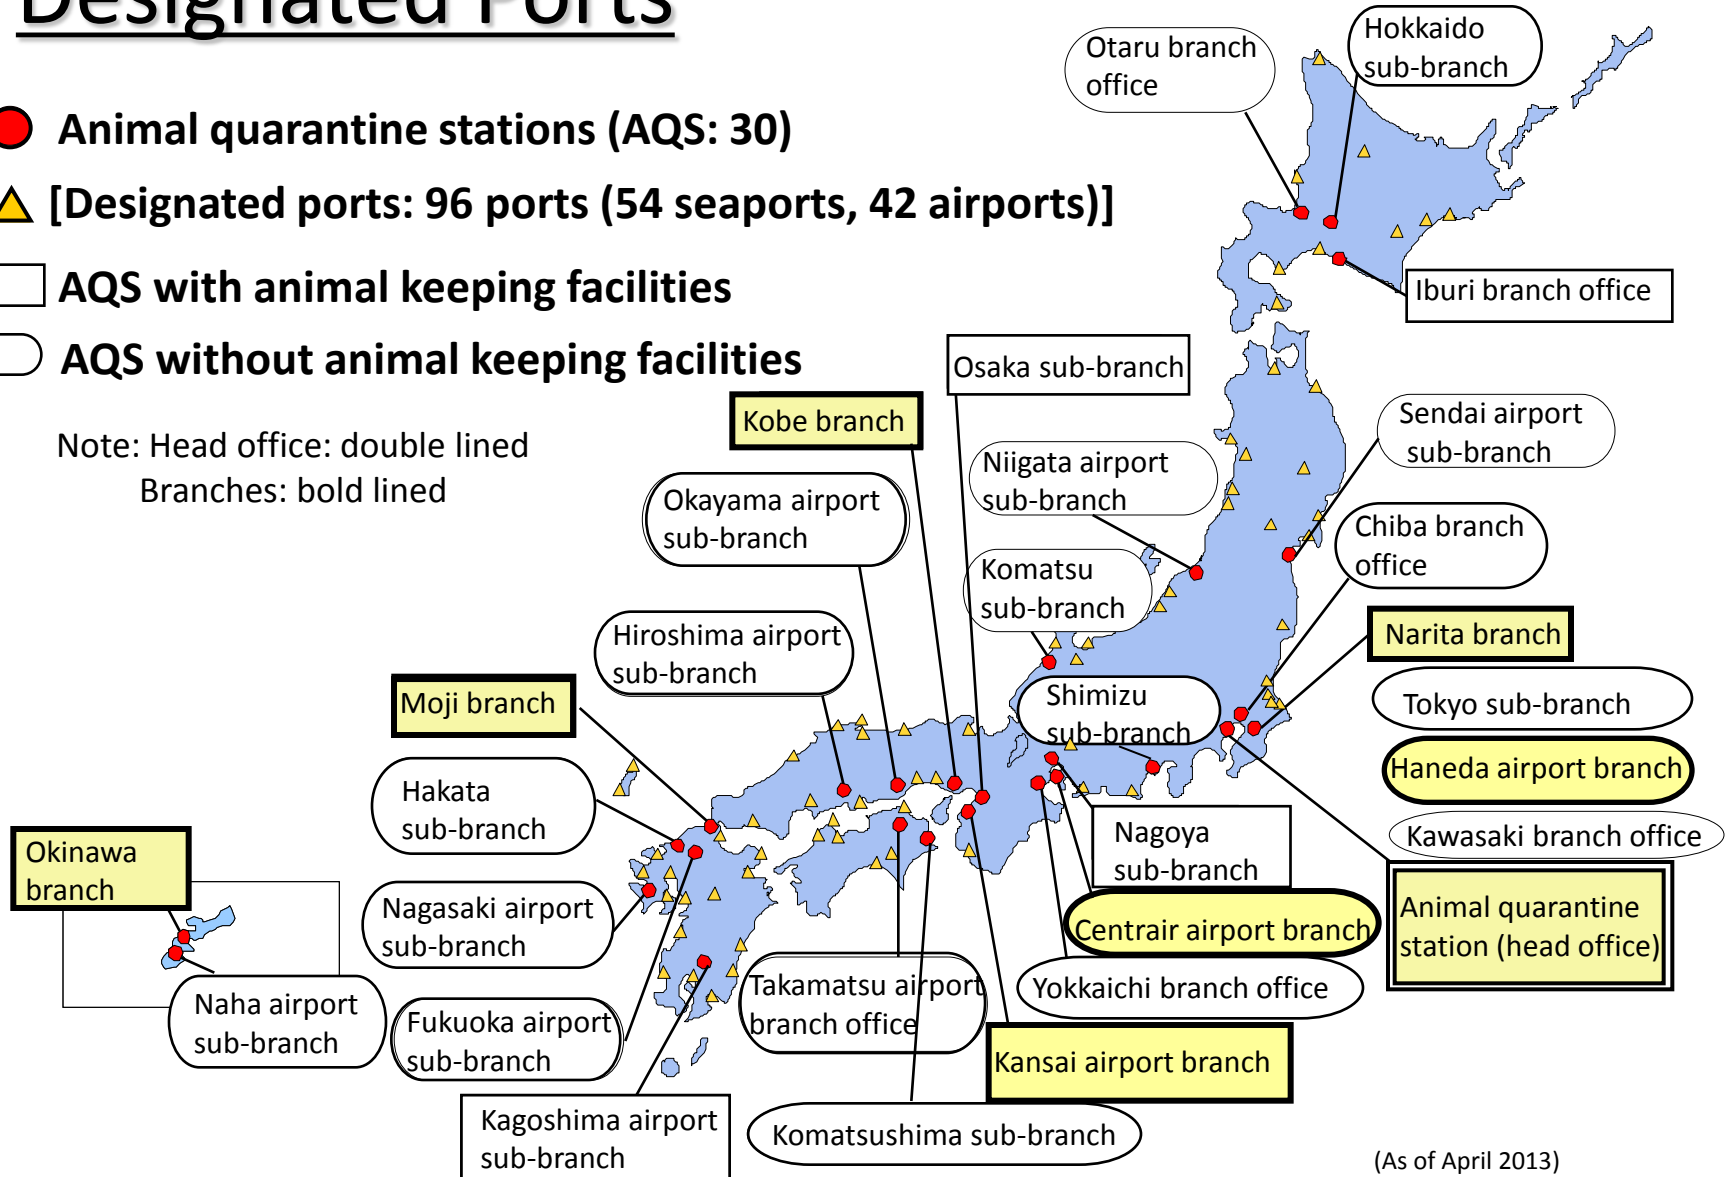 Designated Ports
Animal quarantine stations (AQS: 30)
[Designated ports: 96 ports (54 seaports, 42 airports)]
AQS with animal keeping facilities
AQS without animal keeping facilities
Note: Head office: double lined
Branches: bold lined
Otaru branch
office
Hokkaido
sub-branch
Iburi branch office
Osaka sub-branch
Kobe branch
Sendai airport
sub-branch
Niigata airport
sub-branch
Okayama airport
sub-branch
Chiba branch
office
Komatsu
sub-branch
Hiroshima airport
sub-branch
Narita branch
Moji branch
Shimizu
sub-branch
Tokyo sub-branch
Haneda airport branch
Hakata
sub-branch
Kawasaki branch office
Nagoya
sub-branch
Okinawa
branch
Animal quarantine
station (head office)
Nagasaki airport
sub-branch
Centrair airport branch
Takamatsu airport
branch office
Yokkaichi branch office
Naha airport
sub-branch
Fukuoka airport
sub-branch
Kansai airport branch
Kagoshima airport
sub-branch
Komatsushima sub-branch
(As of April 2013)